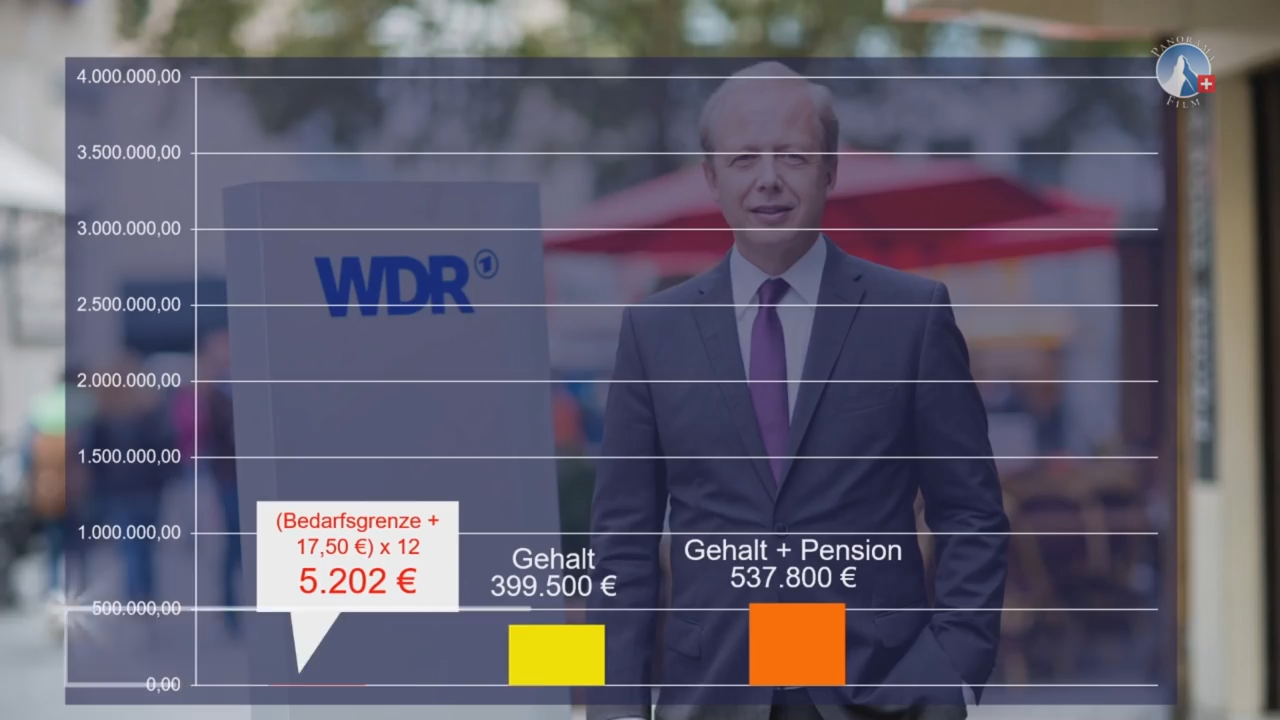 PANORAMA
FILM
4.000.000,00
3.500.000,00
3.000.000,00
2.500.000,00
2.000.000,00
1.500.000,00
1.000.000,00
500.000,00
0,00
WDR 1
(Bedarfsgrenze +
17,50 €) x 12
5.202 €
Gehalt
399.500 €
Gehalt + Pension
537.800 €